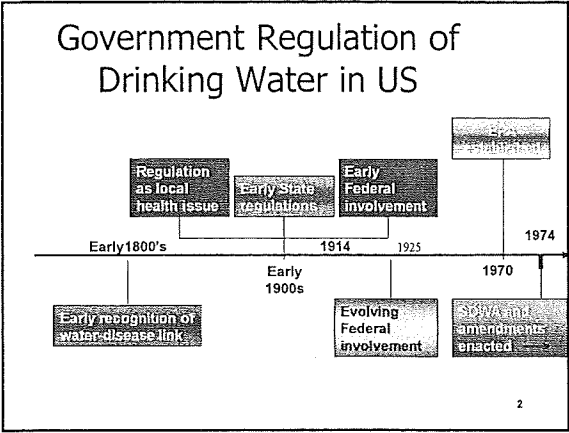 Government Regulation of
Drinking Water in US
EPA
established
Regulation
as local
health issue
Early State
regulations
Early
Federal
involvement
Early1800's
1914
1925
1974
Early
1900s
1970
Early recognition of
water-disease link
Evolving
Federal
involvement
SDWA and
amendments
enacted
2